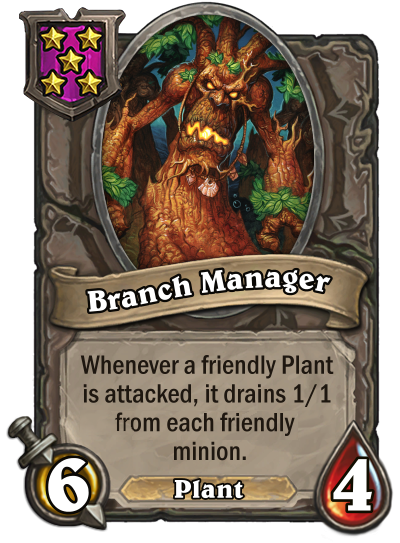 Branch Manager
Whenever a friendly Plant
is attacked, it drains 1/1
from each friendly
minion.
6
Plant
4